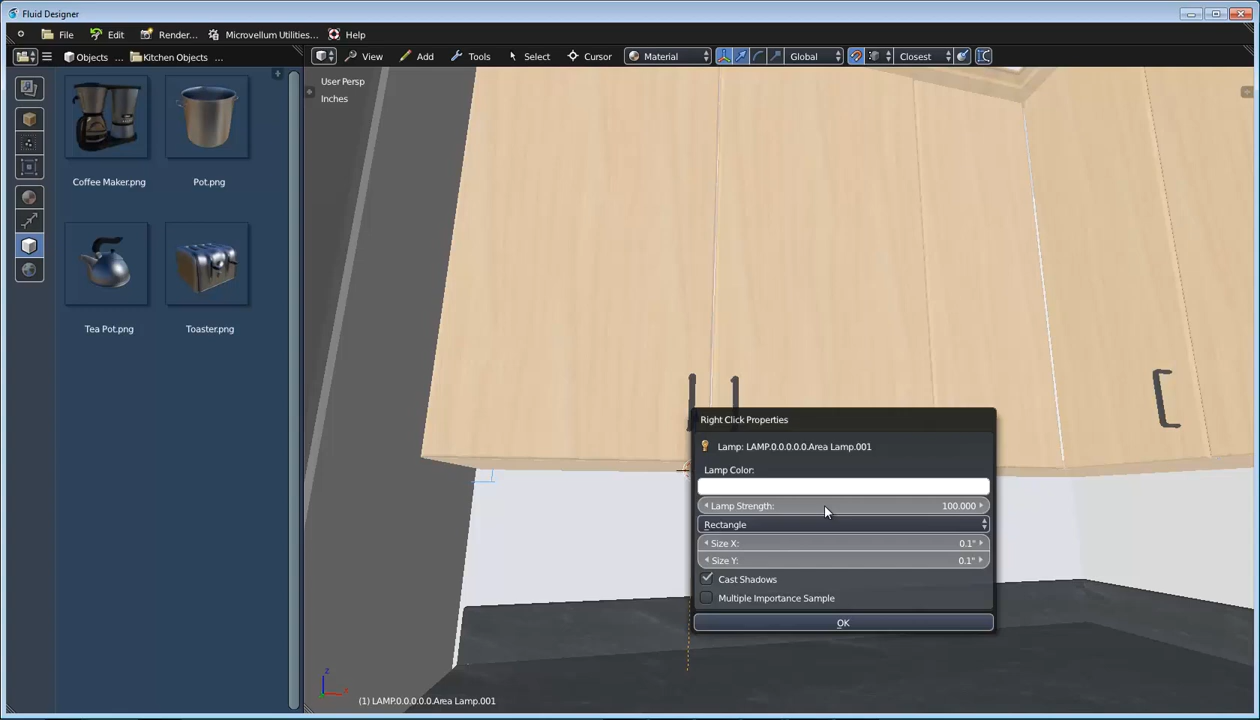 Fluid Designer
File Edit Render... Microvellum Utilities... Help
Objects ... Kitchen Objects ... View Add Tools Select Cursor Material Global Closest
User Persp
Inches
Coffee Maker.png Pot.png
Tea Pot.png Toaster.png
Right Click Properties
Lamp: LAMP.0.0.0.0.0.Area Lamp.001
Lamp Color:
Lamp Strength: 100.000
Rectangle
Size X: 0.1"
Size Y: 0.1"
Cast Shadows
Multiple Importance Sample
OK
z
(1) LAMP.0.0.0.0.0.Area Lamp.001